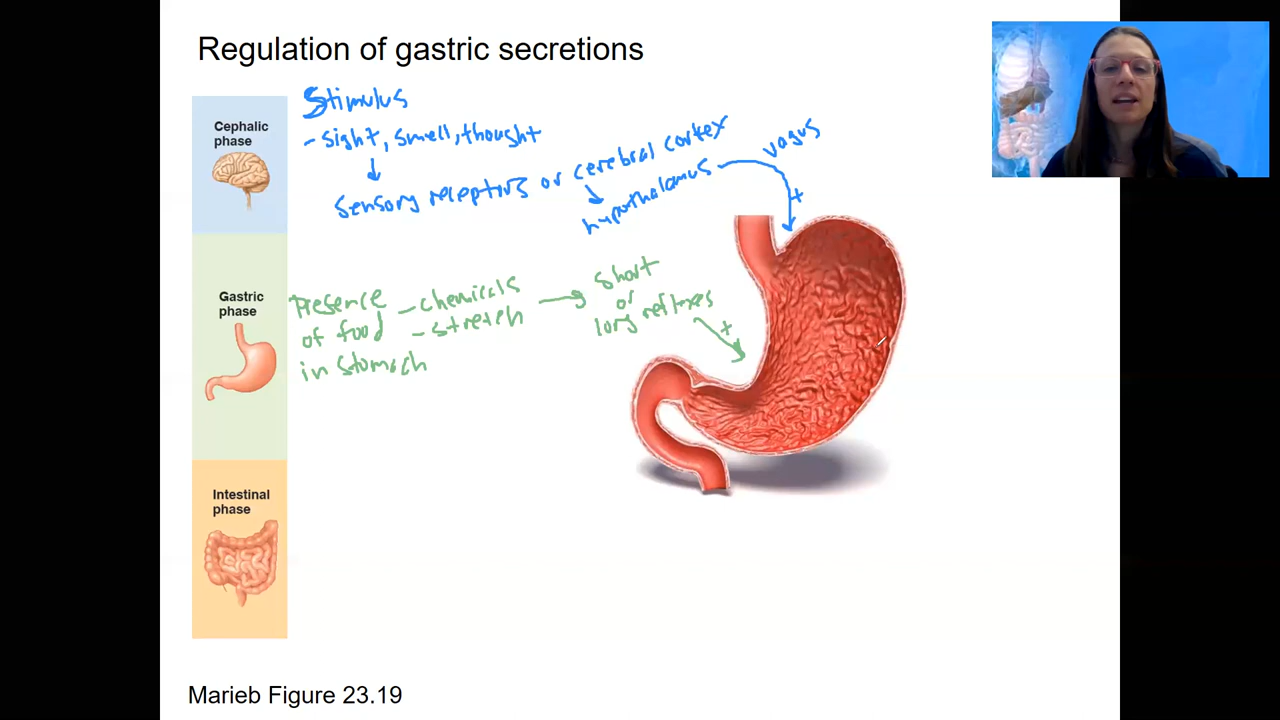 Regulation of gastric secretions
Cephalic
phase
Stimulus
- sight, smell, thought
sensory receptors or cerebral cortex
hypothalamus
vagus
+
Gastric
phase
Presence
of food
in stomach
- chemicals
- stretch
short
or
long reflexes
+
Intestinal
phase
Marieb Figure 23.19